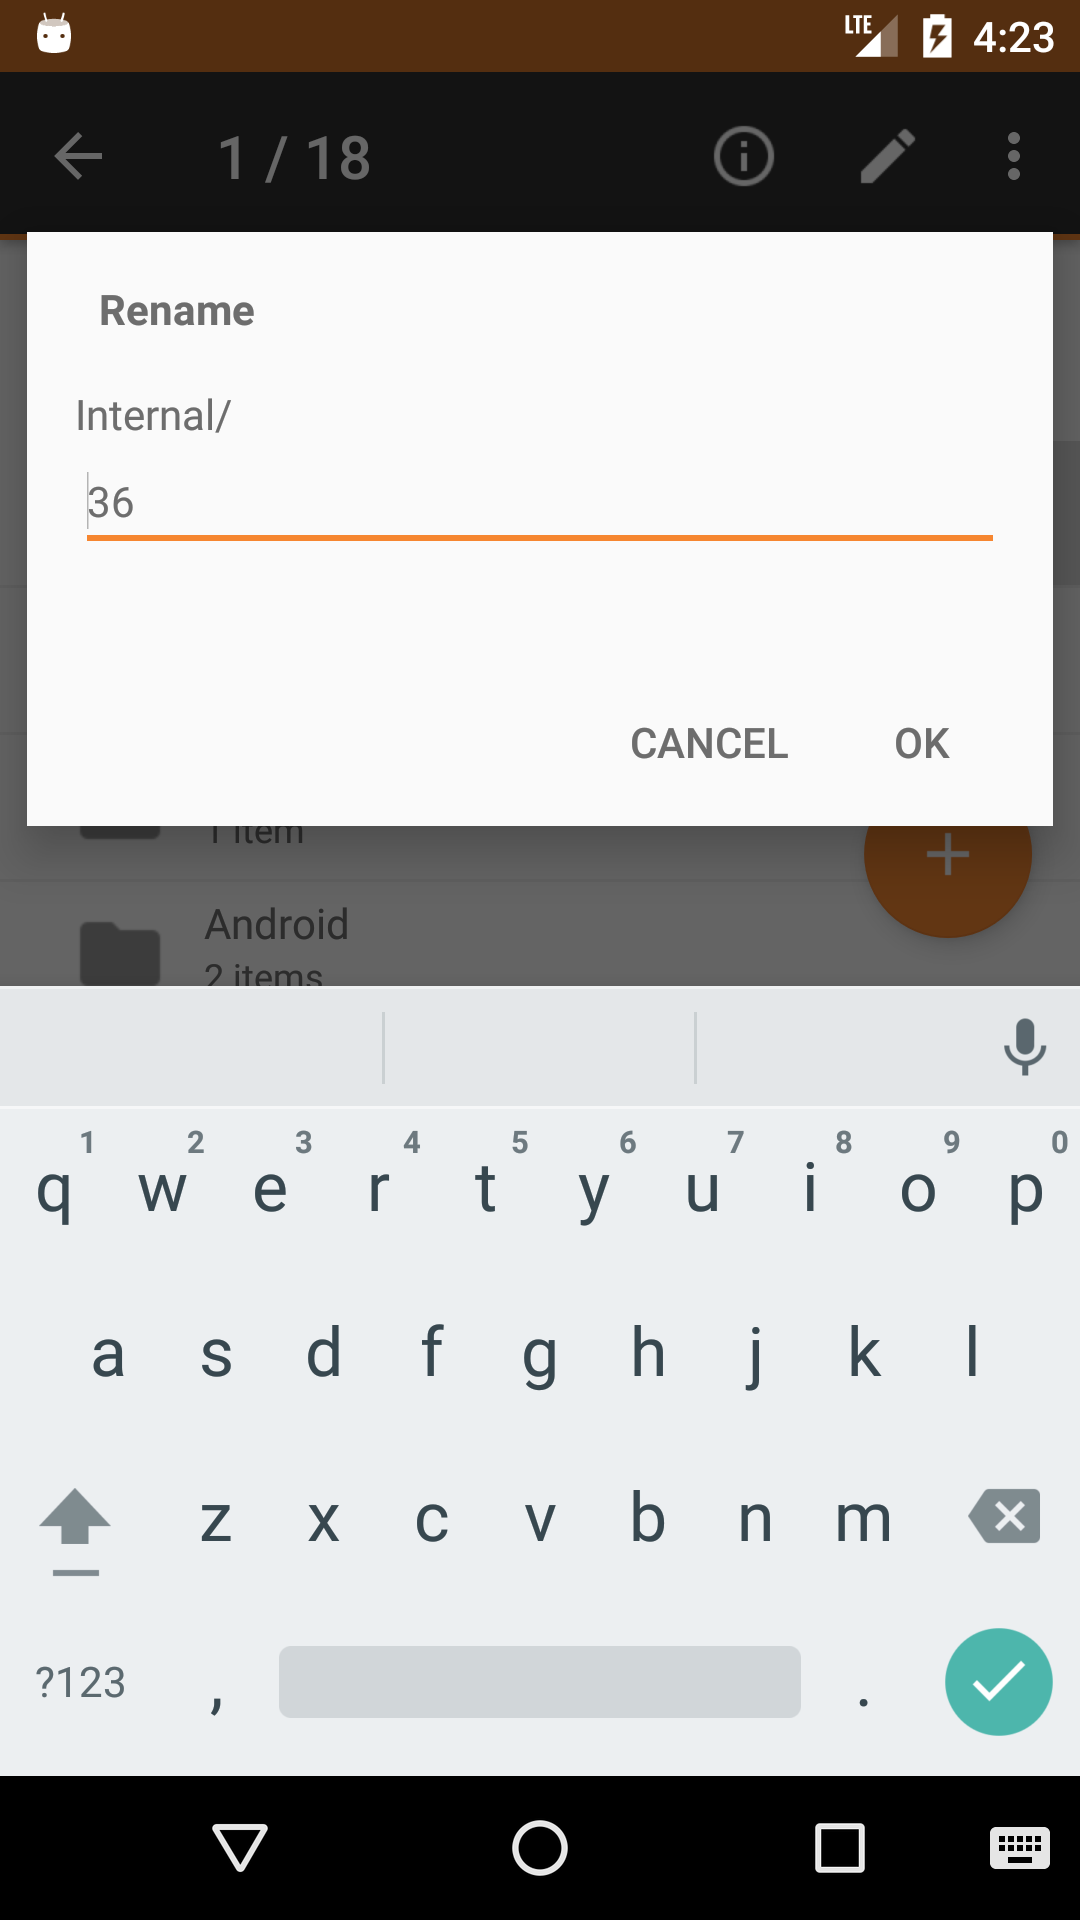 LTE 4:23
1 / 18
Rename
Internal/
36
CANCEL OK
1 item
Android
2 items
1 2 3 4 5 6 7 8 9 0
q w e r t y u i o p
a s d f g h j k l
z x c v b n m
?123 , .